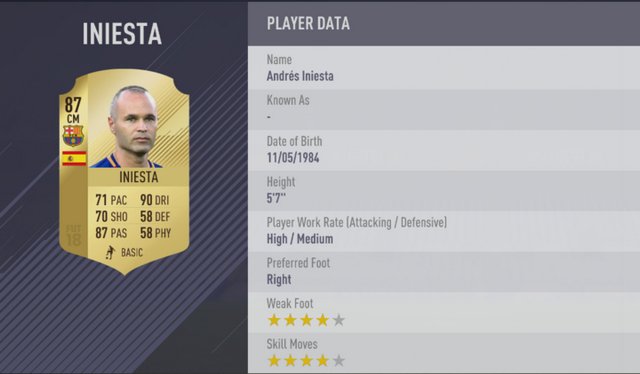 INIESTA
87
CM
INIESTA
71 PAC 90 DRI
70 SHO 58 DEF
87 PAS 58 PHY
FUT
18
BASIC
PLAYER DATA
Name
Andrés Iniesta
Known As
-
Date of Birth
11/05/1984
Height
5'7"
Player Work Rate (Attacking / Defensive)
High / Medium
Preferred Foot
Right
Weak Foot
Skill Moves